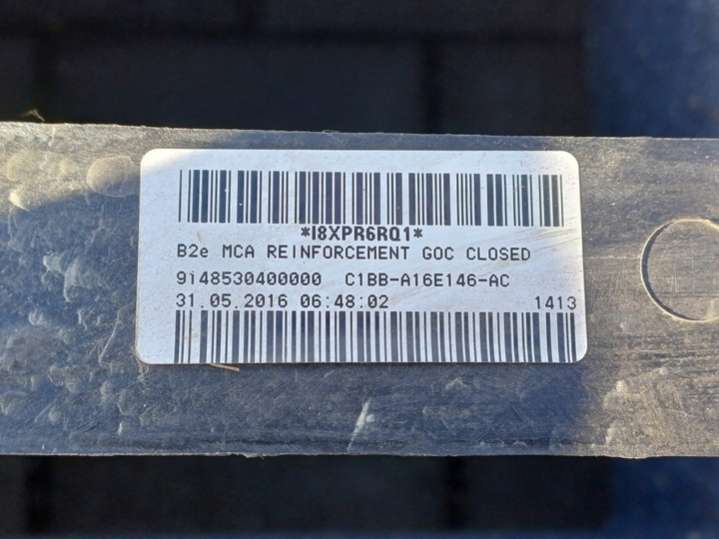 *I8XPR6RQ1*
B2e MCA REINFORCEMENT GOC CLOSED
9148530400000 C1BB-A16E146-AC
31.05.2016 06:48:02 1413